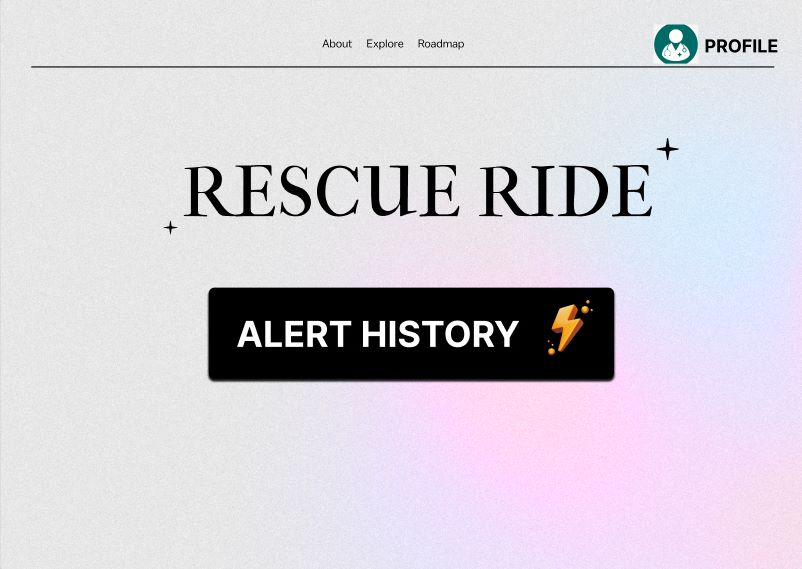 About Explore Roadmap
PROFILE
RESCUE RIDE
ALERT HISTORY